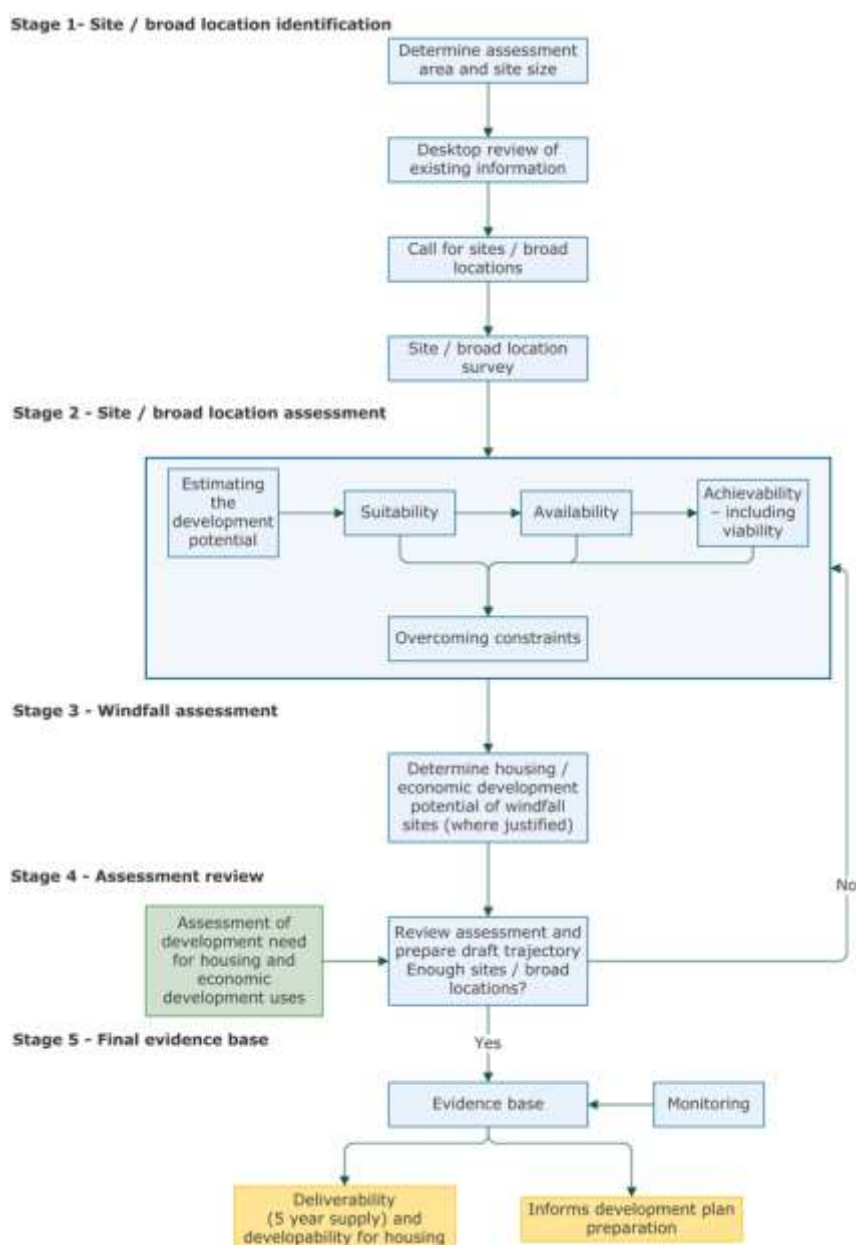 Stage 1- Site / broad location identification
Determine assessment
area and site size
Desktop review of
existing information
Call for sites / broad
locations
Site / broad location
survey
Stage 2 - Site / broad location assessment
Estimating
the
development
potential
Suitability
Availability
Achievability
– including
viability
Overcoming constraints
Stage 3 - Windfall assessment
Determine housing /
economic development
potential of windfall
sites (where justified)
Stage 4 - Assessment review
No
Assessment of
development need
for housing and
economic
development uses
Review assessment and
prepare draft trajectory
Enough sites / broad
locations?
Stage 5 - Final evidence base
Yes
Evidence base
Monitoring
Deliverability
(5 year supply) and
developability for housing
Informs development plan
preparation